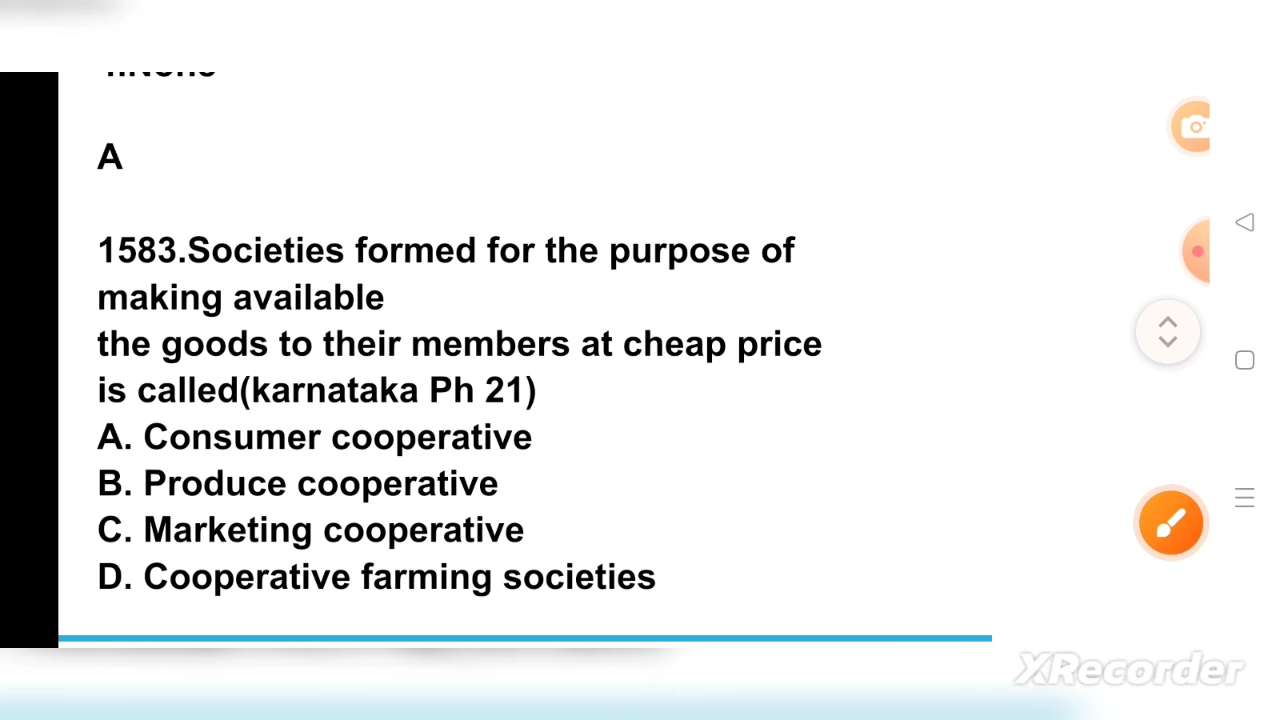 A
1583.Societies formed for the purpose of
making available
the goods to their members at cheap price
is called(karnataka Ph 21)
A. Consumer cooperative
B. Produce cooperative
C. Marketing cooperative
D. Cooperative farming societies
XRecorder